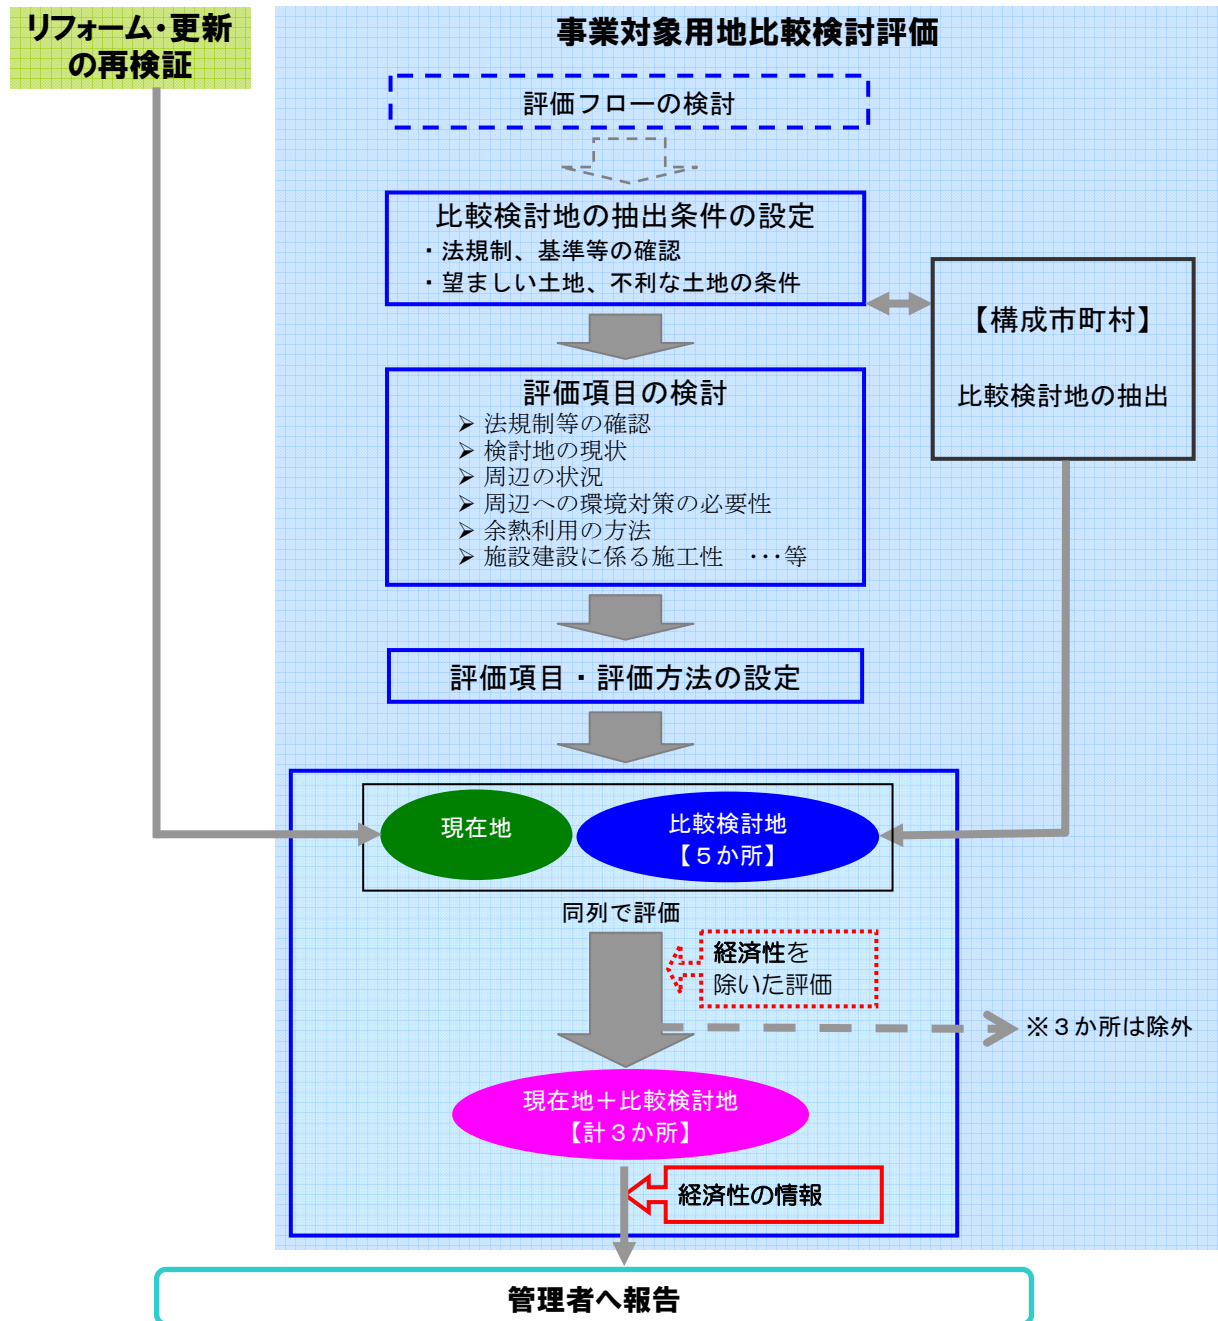 リフォーム・更新
の再検証
事業対象用地比較検討評価
評価フローの検討
比較検討地の抽出条件の設定
・法規制、基準等の確認
・望ましい土地、不利な土地の条件
【構成市町村】
比較検討地の抽出
評価項目の検討
➢ 法規制等の確認
➢ 検討地の現状
➢ 周辺の状況
➢ 周辺への環境対策の必要性
➢ 余熱利用の方法
➢ 施設建設に係る施工性　･･･等
評価項目・評価方法の設定
現在地
比較検討地
【５か所】
同列で評価
経済性を
除いた評価
※３か所は除外
現在地＋比較検討地
【計３か所】
経済性の情報
管理者へ報告